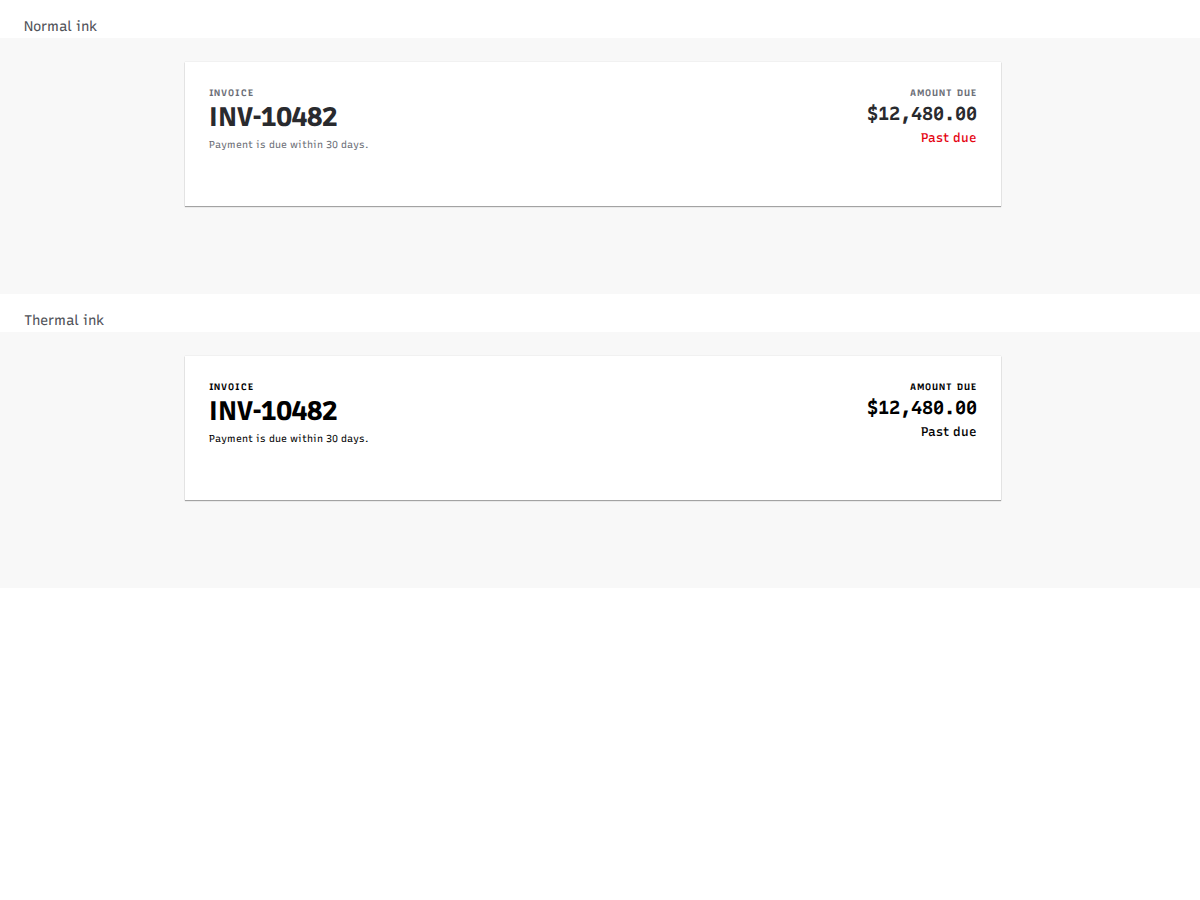 Normal ink
INVOICE
INV-10482
Payment is due within 30 days.
AMOUNT DUE
$12,480.00
Past due
Thermal ink
INVOICE
INV-10482
Payment is due within 30 days.
AMOUNT DUE
$12,480.00
Past due